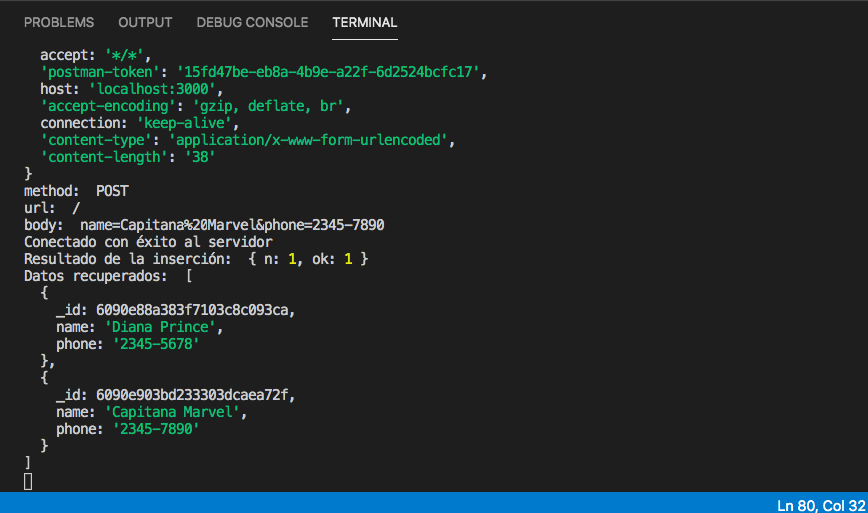 PROBLEMS OUTPUT DEBUG CONSOLE TERMINAL
accept: '*/*',
'postman-token': '15fd47be-eb8a-4b9e-a22f-6d2524bcfc17',
host: 'localhost:3000',
'accept-encoding': 'gzip, deflate, br',
connection: 'keep-alive',
'content-type': 'application/x-www-form-urlencoded',
'content-length': '38'
}
method:  POST
url:  /
body:  name=Capitana%20Marvel&phone=2345-7890
Conectado con éxito al servidor
Resultado de la inserción:  { n: 1, ok: 1 }
Datos recuperados:  [
{
_id: 6090e88a383f7103c8c093ca,
name: 'Diana Prince',
phone: '2345-5678'
},
{
_id: 6090e903bd233303dcaea72f,
name: 'Capitana Marvel',
phone: '2345-7890'
}
]
Ln 80, Col 32